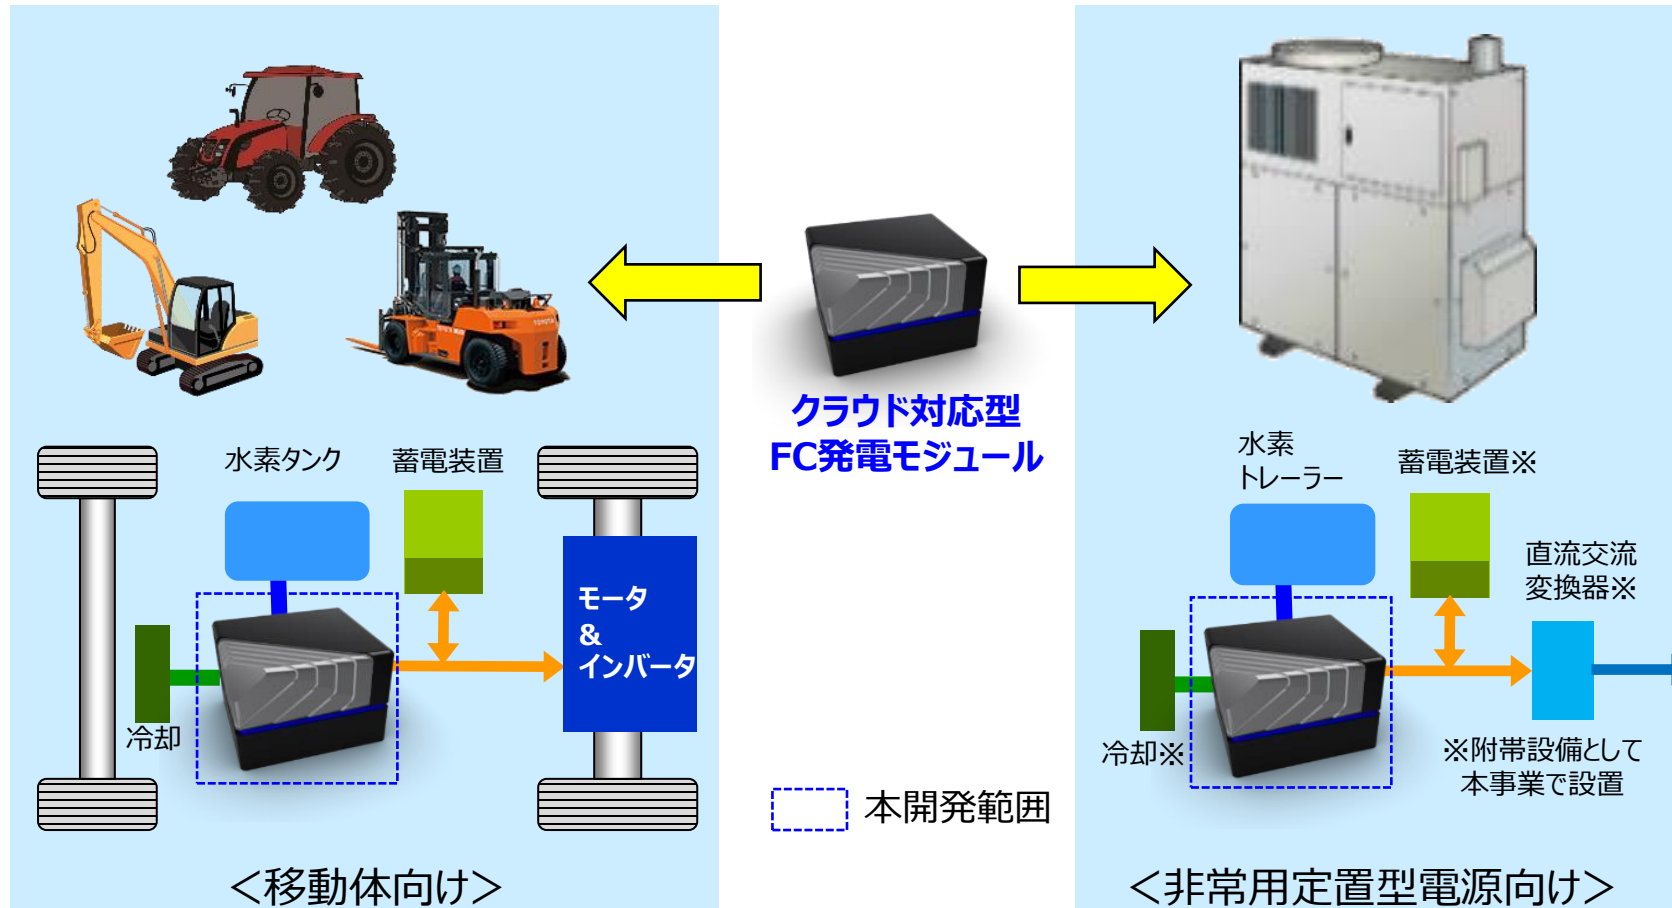 クラウド対応型
FC発電モジュール
水素タンク
蓄電装置
モータ
&
インバータ
冷却
<移動体向け>
本開発範囲
水素
トレーラー
蓄電装置※
直流交流
変換器※
冷却※
※附帯設備として
本事業で設置
<非常用定置型電源向け>
TOYOTA